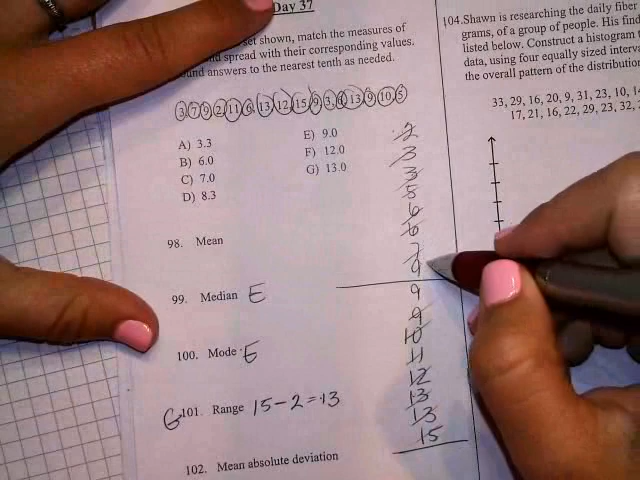 Day 37
set shown, match the measures of
spread with their corresponding values.
answers to the nearest tenth as needed.
3, 7, 9, 2, 11, 6, 13, 12, 15, 9, 3, 6, 13, 9, 10, 5
A) 3.3
B) 6.0
C) 7.0
D) 8.3
E) 9.0
F) 12.0
G) 13.0
98. Mean
99. Median E
100. Mode E
G 101. Range 15-2=13
102. Mean absolute deviation
2
3
3
5
6
6
7
9
9
9
10
11
12
13
13
15
104. Shawn is researching the daily fiber
grams, of a group of people. His
listed below. Construct a histogram
data, using four equally sized
the overall pattern of the
33, 29, 16, 20, 9, 31, 23, 10,
17, 21, 16, 22, 29, 23, 32,